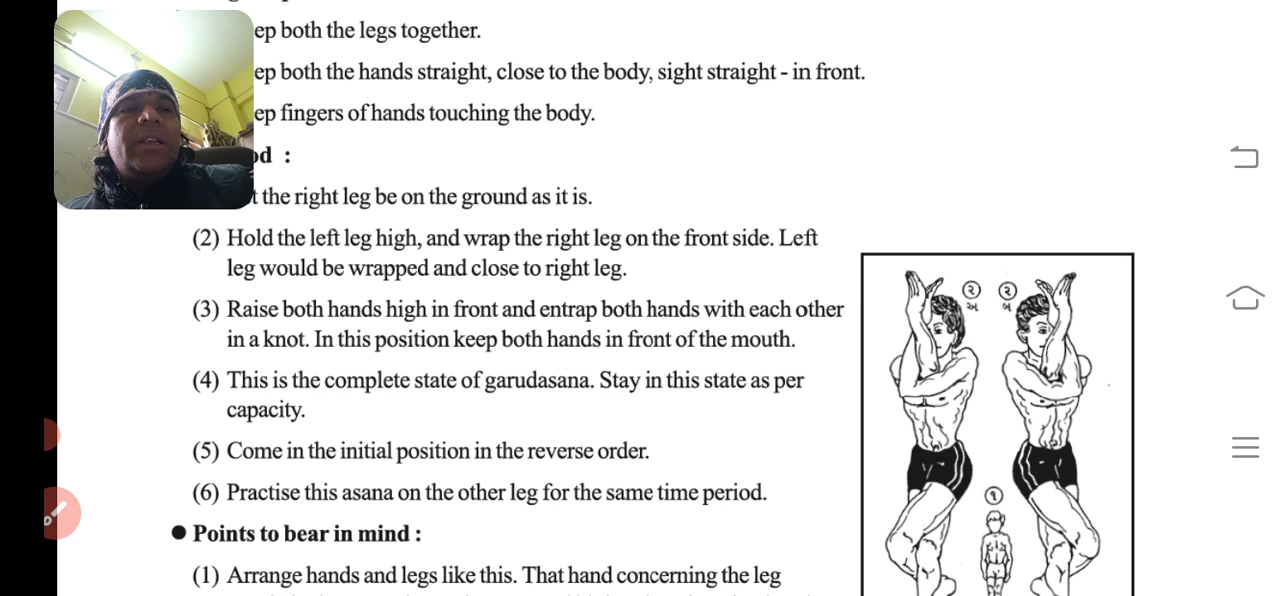 ep both the legs together.
ep both the hands straight, close to the body, sight straight - in front.
ep fingers of hands touching the body.
od :
t the right leg be on the ground as it is.
(2) Hold the left leg high, and wrap the right leg on the front side. Left
leg would be wrapped and close to right leg.
(3) Raise both hands high in front and entrap both hands with each other
in a knot. In this position keep both hands in front of the mouth.
(4) This is the complete state of garudasana. Stay in this state as per
capacity.
(5) Come in the initial position in the reverse order.
(6) Practise this asana on the other leg for the same time period.
● Points to bear in mind :
(1) Arrange hands and legs like this. That hand concerning the leg
૨ ૨
અ બ
૧